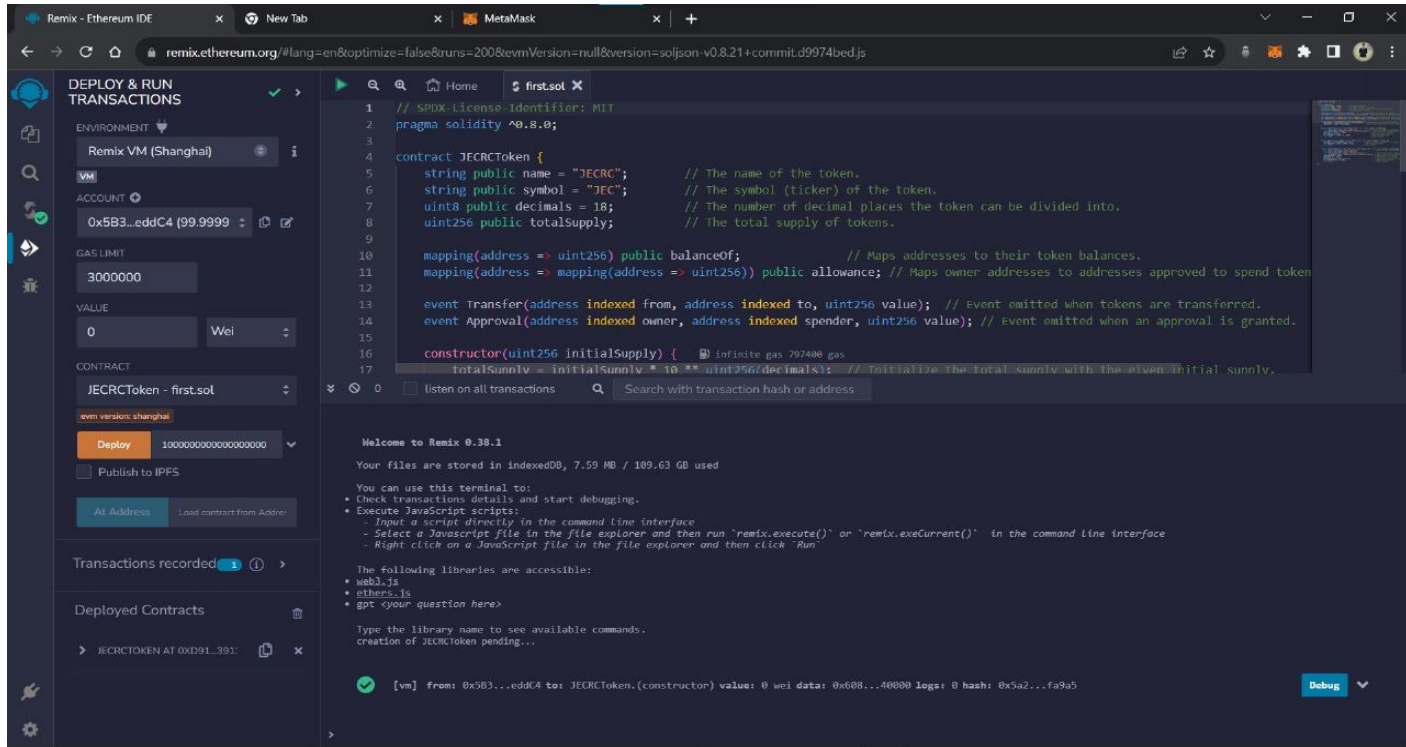 Remix - Ethereum IDE
New Tab
MetaMask
remix.ethereum.org/#lang=en&optimize=false&runs=200&evmVersion=null&version=soljson-v0.8.21+commit.d9974bed.js
DEPLOY & RUN
TRANSACTIONS
ENVIRONMENT
Remix VM (Shanghai)
VM
ACCOUNT
0x5B3...eddC4 (99.9999
GAS LIMIT
3000000
VALUE
0 Wei
CONTRACT
JECRCToken - first.sol
evm version: shanghai
Deploy
Publish to IPFS
At Address Load contract from Addres
Transactions recorded 1 i >
Deployed Contracts
JECRCTOKEN AT 0XD91...391
Home first.sol
1 // SPDX-License-Identifier: MIT
2 pragma solidity ^0.8.0;
3
4 contract JECRCToken {
5 string public name = "JECRC"; // The name of the token.
6 string public symbol = "JEC"; // The symbol (ticker) of the token.
7 uint8 public decimals = 18; // The number of decimal places the token can be divided into.
8 uint256 public totalSupply; // The total supply of tokens.
9
10 mapping(address => uint256) public balanceOf; // Maps addresses to their token balances.
11 mapping(address => mapping(address => uint256)) public allowance; // Maps owner addresses to addresses approved to spend token
12
13 event Transfer(address indexed from, address indexed to, uint256 value); // Event emitted when tokens are transferred.
14 event Approval(address indexed owner, address indexed spender, uint256 value); // Event emitted when an approval is granted.
15
16 constructor(uint256 initialSupply) { infinite gas 797400 gas
17 totalSupply = initialSupply * 10 ** uint256(decimals); // Initialize the total supply with the given initial supply.
0 listen on all transactions Search with transaction hash or address
Welcome to Remix 0.38.1
Your files are stored in indexedDB, 7.59 MB / 109.63 GB used
You can use this terminal to:
• Check transactions details and start debugging.
• Execute JavaScript scripts:
- Input a script directly in the command line interface
- Select a Javascript file in the file explorer and then run `remix.execute()` or `remix.exeCurrent()` in the command line interface
- Right click on a JavaScript file in the file explorer and then click `Run`
The following libraries are accessible:
• web3.js
• ethers.js
• gpt <your question here>
Type the library name to see available commands.
creation of JECRCToken pending...
[vm] from: 0x5B3...eddC4 to: JECRCToken.(constructor) value: 0 wei data: 0x608...40000 logs: 0 hash: 0x5a2...fa9a5
Debug
>